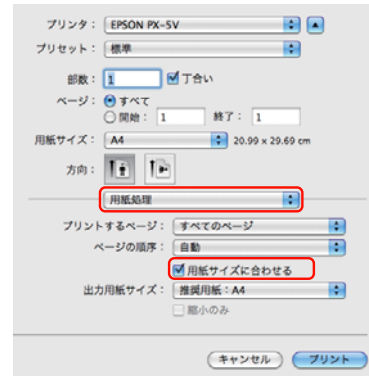 プリンタ： EPSON PX-5V
プリセット： 標準
部数： 1 丁合い
ページ： すべて
開始： 1 終了： 1
用紙サイズ： A4 20.99 x 29.69 cm
方向：
用紙処理
プリントするページ： すべてのページ
ページの順序： 自動
用紙サイズに合わせる
出力用紙サイズ： 推奨用紙：A4
縮小のみ
キャンセル プリント